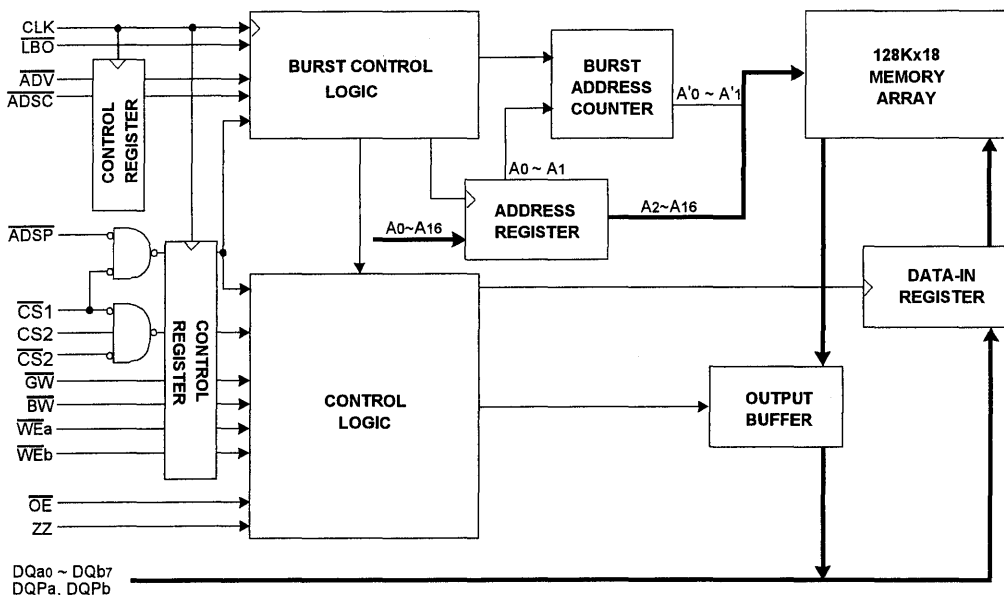 CLK
LBO
ADV
ADSC
CONTROL
REGISTER
BURST CONTROL
LOGIC
BURST
ADDRESS
COUNTER
A'0 ~ A'1
128Kx18
MEMORY
ARRAY
A0 ~ A1
A0~A16
ADDRESS
REGISTER
A2~A16
ADSP
CS1
CS2
CS2
GW
BW
WEa
WEb
OE
ZZ
CONTROL
REGISTER
CONTROL
LOGIC
DATA-IN
REGISTER
OUTPUT
BUFFER
DQa0 ~ DQb7
DQPa, DQPb